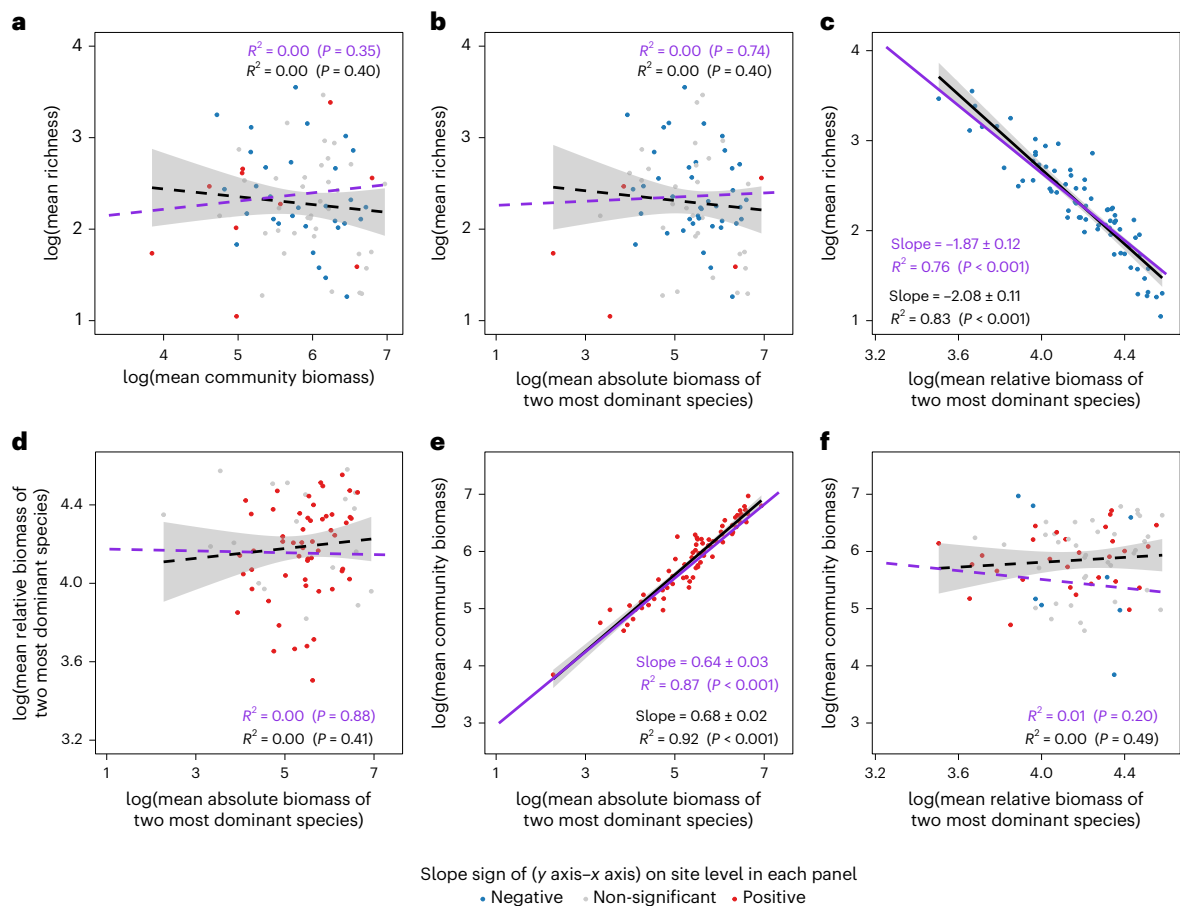 a
R² = 0.00 (P = 0.35)
R² = 0.00 (P = 0.40)
4
3
2
1
log(mean richness)
4
5
6
7
log(mean community biomass)
b
R² = 0.00 (P = 0.74)
R² = 0.00 (P = 0.40)
4
3
2
1
log(mean richness)
1
3
5
7
log(mean absolute biomass of
two most dominant species)
c
4
3
2
1
log(mean richness)
Slope = –1.87 ± 0.12
R² = 0.76 (P < 0.001)
Slope = –2.08 ± 0.11
R² = 0.83 (P < 0.001)
3.2
3.6
4.0
4.4
log(mean relative biomass of
two most dominant species)
d
4.4
4.0
3.6
3.2
log(mean relative biomass of
two most dominant species)
R² = 0.00 (P = 0.88)
R² = 0.00 (P = 0.41)
1
3
5
7
log(mean absolute biomass of
two most dominant species)
e
7
6
5
4
3
log(mean community biomass)
Slope = 0.64 ± 0.03
R² = 0.87 (P < 0.001)
Slope = 0.68 ± 0.02
R² = 0.92 (P < 0.001)
1
3
5
7
log(mean absolute biomass of
two most dominant species)
f
7
6
5
4
3
log(mean community biomass)
R² = 0.01 (P = 0.20)
R² = 0.00 (P = 0.49)
3.2
3.6
4.0
4.4
log(mean relative biomass of
two most dominant species)
Slope sign of (y axis–x axis) on site level in each panel
Negative Non-significant Positive